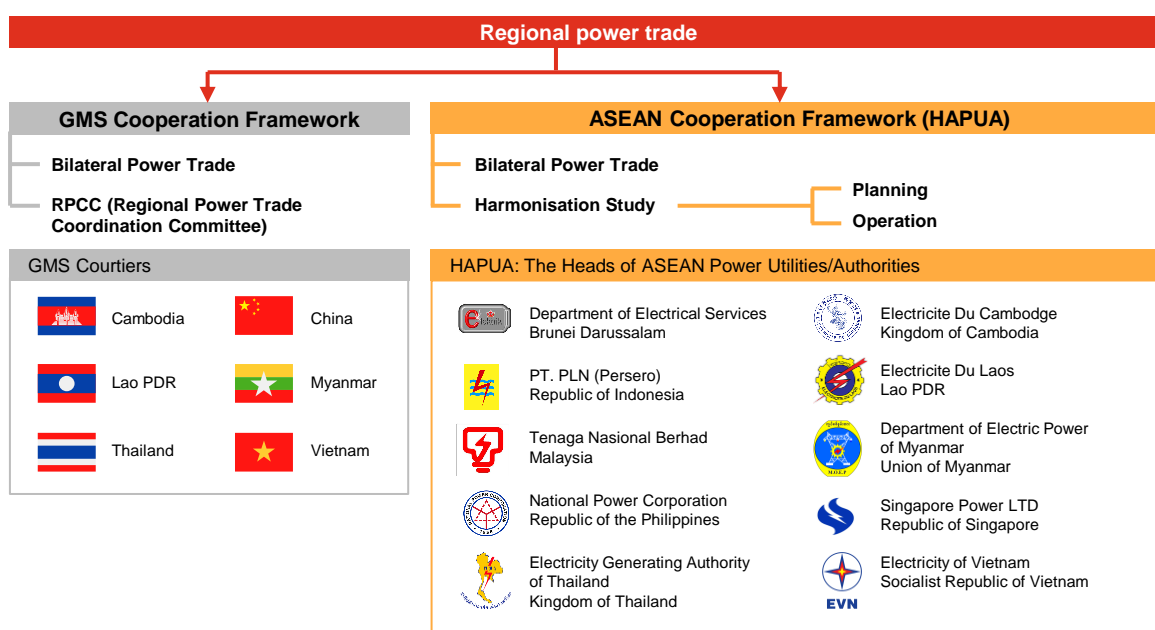 Regional power trade
GMS Cooperation Framework
Bilateral Power Trade
RPCC (Regional Power Trade
Coordination Committee)
GMS Courtiers
Cambodia
China
Lao PDR
Myanmar
Thailand
Vietnam
ASEAN Cooperation Framework (HAPUA)
Bilateral Power Trade
Harmonisation Study
Planning
Operation
HAPUA: The Heads of ASEAN Power Utilities/Authorities
Department of Electrical Services
Brunei Darussalam
Electricite Du Cambodge
Kingdom of Cambodia
PT. PLN (Persero)
Republic of Indonesia
Electricite Du Laos
Lao PDR
Tenaga Nasional Berhad
Malaysia
Department of Electric Power
of Myanmar
Union of Myanmar
M.O.E.P
National Power Corporation
Republic of the Philippines
NATIONAL POWER CORPORATION
Singapore Power LTD
Republic of Singapore
Electricity Generating Authority
of Thailand
Kingdom of Thailand
Electricity of Vietnam
Socialist Republic of Vietnam
EVN